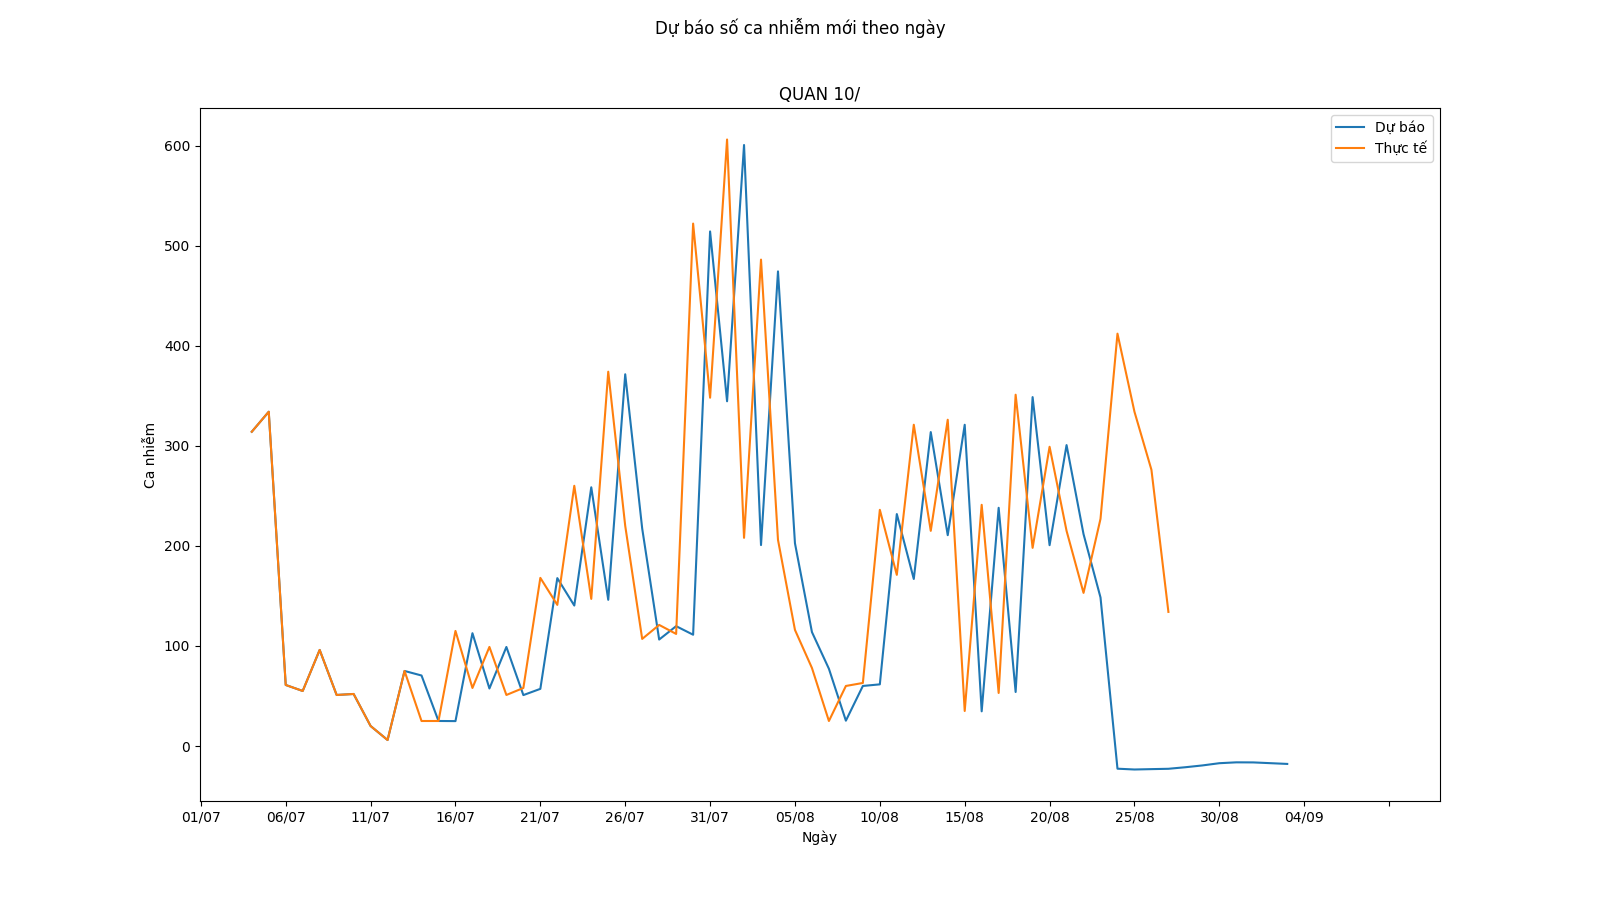 Dự báo số ca nhiễm mới theo ngày
QUAN 10/
Dự báo
Thực tế
600
500
400
300
200
100
0
Ca nhiễm
01/07 06/07 11/07 16/07 21/07 26/07 31/07 05/08 10/08 15/08 20/08 25/08 30/08 04/09
Ngày